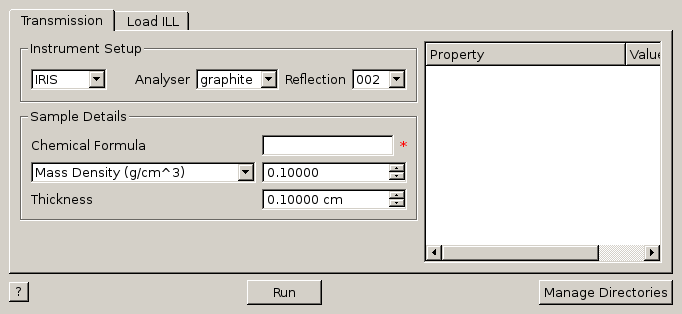 Transmission Load ILL
Instrument Setup
IRIS Analyser graphite Reflection 002
Sample Details
Chemical Formula *
Mass Density (g/cm^3) 0.10000
Thickness 0.10000 cm
Property Value
? Run Manage Directories